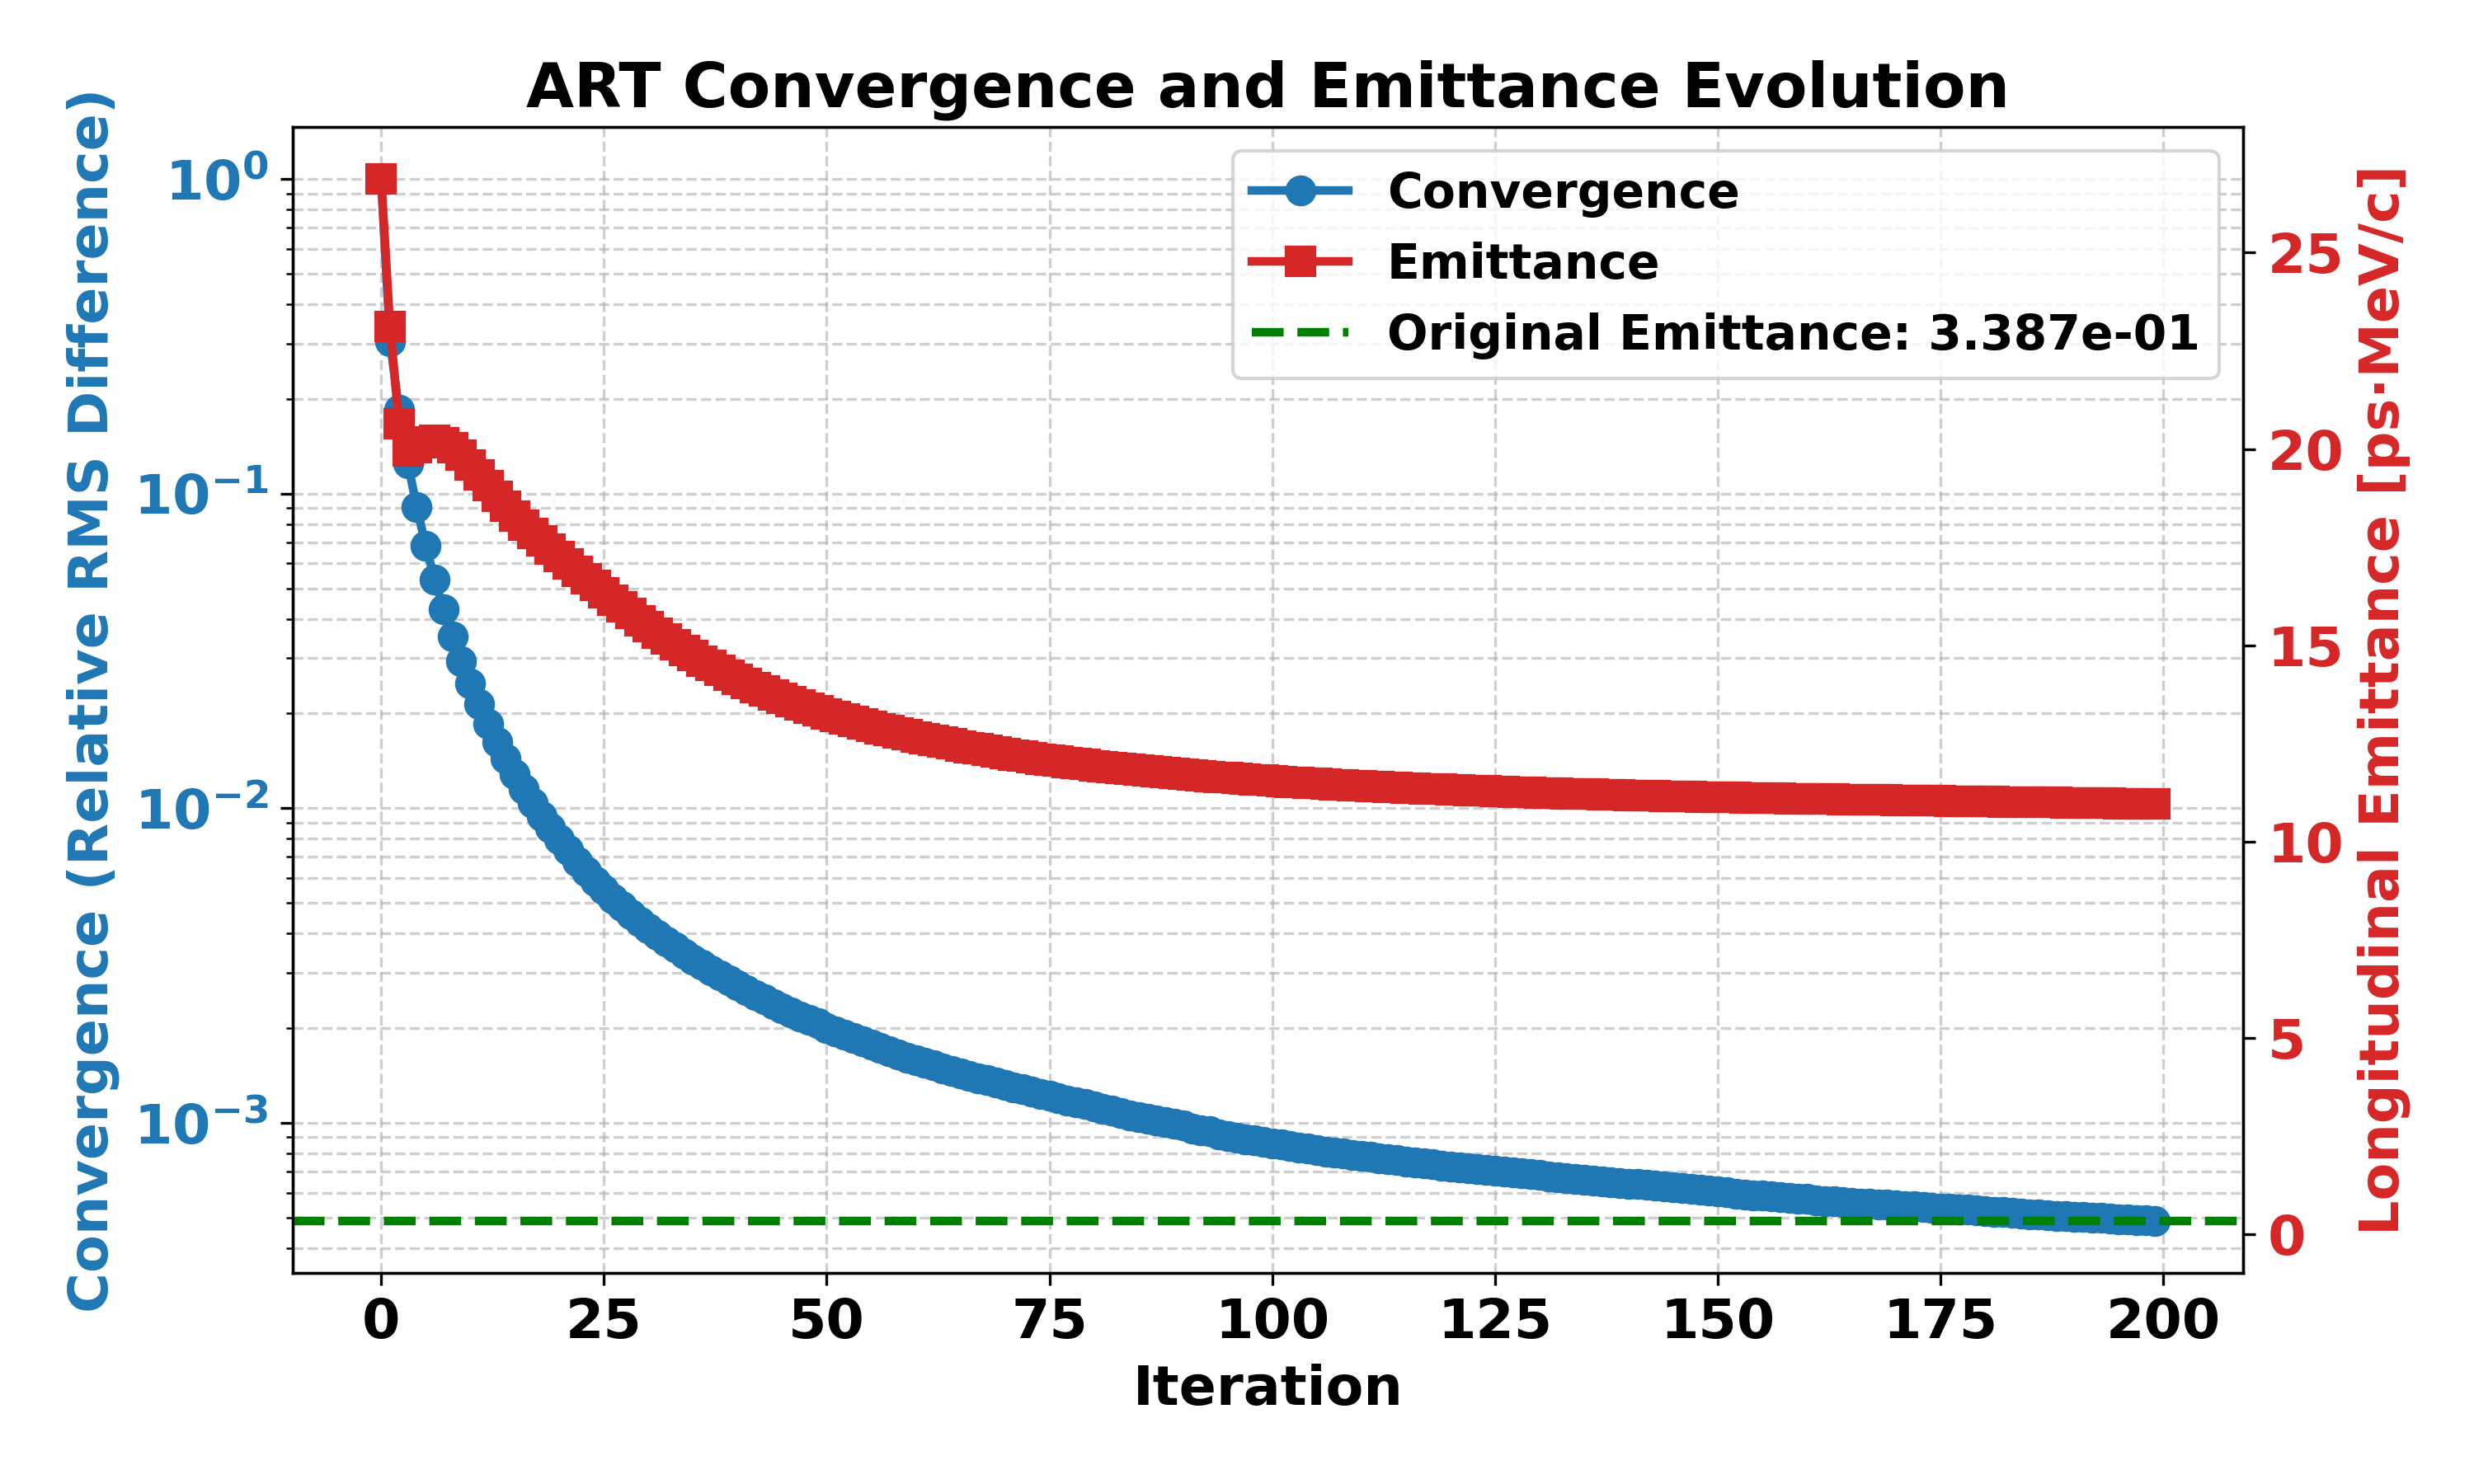 ART Convergence and Emittance Evolution
Convergence (Relative RMS Difference)
10⁰
10⁻¹
10⁻²
10⁻³
Convergence
Emittance
Original Emittance: 3.387e-01
25
20
15
10
5
0
Longitudinal Emittance [ps·MeV/c]
0 25 50 75 100 125 150 175 200
Iteration